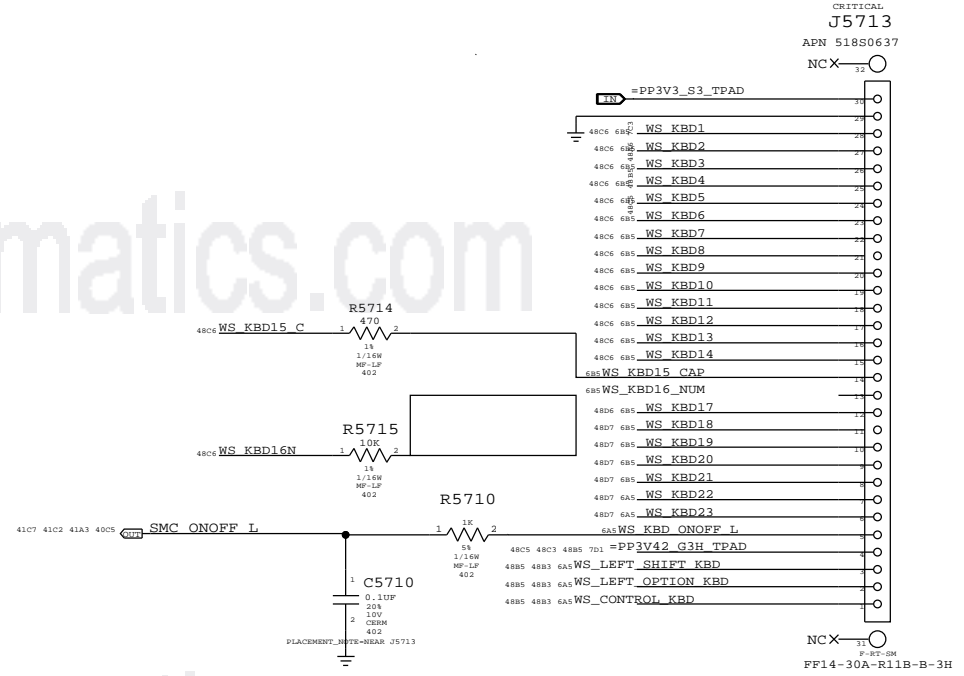 CRITICAL
J5713
APN 518S0637
NC
32
IN
=PP3V3_S3_TPAD
30
29
48C6 6B5 WS_KBD1 28
48C6 6B5 WS_KBD2 27
48C6 6B5 WS_KBD3 26
48C6 6B5 WS_KBD4 25
48C6 6B5 WS_KBD5 24
48C6 6B5 WS_KBD6 23
48C6 6B5 WS_KBD7 22
48C6 6B5 WS_KBD8 21
48C6 6B5 WS_KBD9 20
48C6 6B5 WS_KBD10 19
48C6 6B5 WS_KBD11 18
48C6 6B5 WS_KBD12 17
48C6 6B5 WS_KBD13 16
48C6 6B5 WS_KBD14 15
6B5 WS_KBD15_CAP 14
6B5 WS_KBD16_NUM 13
48D6 6B5 WS_KBD17 12
48D7 6B5 WS_KBD18 11
48D7 6B5 WS_KBD19 10
48D7 6B5 WS_KBD20 9
48D7 6B5 WS_KBD21 8
48D7 6A5 WS_KBD22 7
48D7 6A5 WS_KBD23 6
6A5 WS_KBD_ONOFF_L 5
48C5 48C3 48B5 7D1 =PP3V42_G3H_TPAD 4
48B5 48B3 6A5 WS_LEFT_SHIFT_KBD 3
48B5 48B3 6A5 WS_LEFT_OPTION_KBD 2
48B5 48B3 6A5 WS_CONTROL_KBD 1
NC
31
F-RT-SM
FF14-30A-R11B-B-3H
matics.com
R5714
470
48C6 WS_KBD15_C 1 2
1%
1/16W
MF-LF
402
R5715
10K
48C6 WS_KBD16N 1 2
1%
1/16W
MF-LF
402
R5710
1K
41C7 41C2 41A3 40C5 OUT SMC_ONOFF_L 1 2
5%
1/16W
MF-LF
402
1
C5710
0.1UF
20%
10V
2 CERM
402
PLACEMENT_NOTE=NEAR J5713